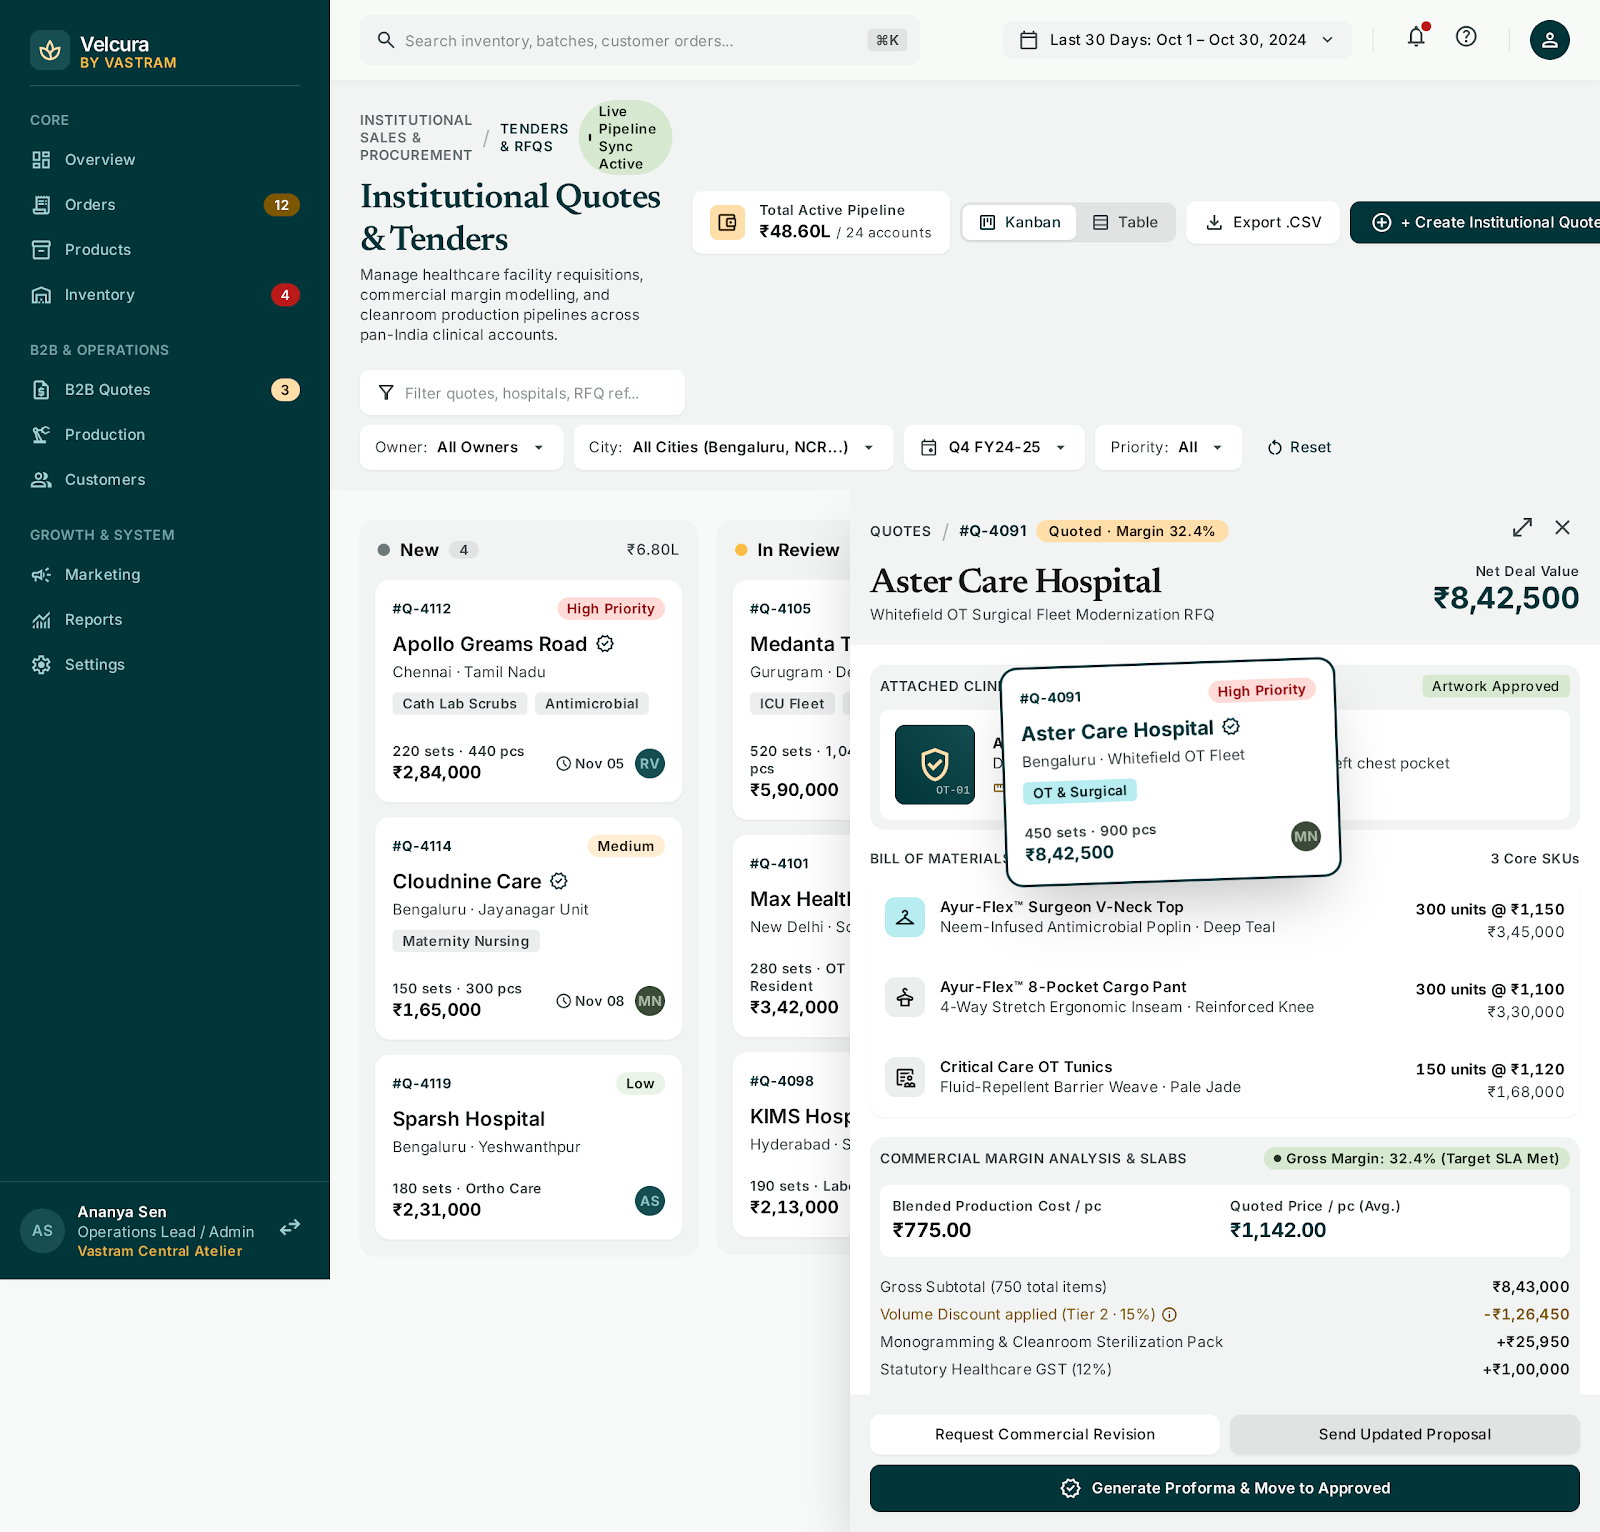 Velcura
BY VASTRAM
CORE
Overview
Orders 12
Products
Inventory 4
B2B & OPERATIONS
B2B Quotes 3
Production
Customers
GROWTH & SYSTEM
Marketing
Reports
Settings
AS
Ananya Sen
Operations Lead / Admin
Vastram Central Atelier
Search inventory, batches, customer orders... ⌘K
Last 30 Days: Oct 1 – Oct 30, 2024
INSTITUTIONAL
SALES &
PROCUREMENT
/
TENDERS
& RFQS
Live
Pipeline
Sync
Active
Institutional Quotes
& Tenders
Manage healthcare facility requisitions,
commercial margin modelling, and
cleanroom production pipelines across
pan-India clinical accounts.
Total Active Pipeline
₹48.60L / 24 accounts
Kanban
Table
Export .CSV
+ Create Institutional Quote
Filter quotes, hospitals, RFQ ref...
Owner: All Owners
City: All Cities (Bengaluru, NCR...)
Q4 FY24-25
Priority: All
Reset
New 4 ₹6.80L
#Q-4112 High Priority
Apollo Greams Road
Chennai · Tamil Nadu
Cath Lab Scrubs Antimicrobial
220 sets · 440 pcs
₹2,84,000
Nov 05 RV
#Q-4114 Medium
Cloudnine Care
Bengaluru · Jayanagar Unit
Maternity Nursing
150 sets · 300 pcs
₹1,65,000
Nov 08 MN
#Q-4119 Low
Sparsh Hospital
Bengaluru · Yeshwanthpur
180 sets · Ortho Care
₹2,31,000
AS
In Review
#Q-4105
Medanta T
Gurugram · De
ICU Fleet
520 sets · 1,04
pcs
₹5,90,000
#Q-4101
Max Healt
New Delhi · So
280 sets · OT
Resident
₹3,42,000
#Q-4098
KIMS Hosp
Hyderabad · S
190 sets · Lab
₹2,13,000
QUOTES / #Q-4091 Quoted · Margin 32.4%
Aster Care Hospital
Whitefield OT Surgical Fleet Modernization RFQ
Net Deal Value
₹8,42,500
ATTACHED CLIN
Artwork Approved
OT-01
A
D
eft chest pocket
#Q-4091 High Priority
Aster Care Hospital
Bengaluru · Whitefield OT Fleet
OT & Surgical
450 sets · 900 pcs
₹8,42,500
MN
BILL OF MATERIALS
3 Core SKUs
Ayur-Flex™ Surgeon V-Neck Top
Neem-Infused Antimicrobial Poplin · Deep Teal
300 units @ ₹1,150
₹3,45,000
Ayur-Flex™ 8-Pocket Cargo Pant
4-Way Stretch Ergonomic Inseam · Reinforced Knee
300 units @ ₹1,100
₹3,30,000
Critical Care OT Tunics
Fluid-Repellent Barrier Weave · Pale Jade
150 units @ ₹1,120
₹1,68,000
COMMERCIAL MARGIN ANALYSIS & SLABS
Gross Margin: 32.4% (Target SLA Met)
Blended Production Cost / pc
₹775.00
Quoted Price / pc (Avg.)
₹1,142.00
Gross Subtotal (750 total items) ₹8,43,000
Volume Discount applied (Tier 2 · 15%) -₹1,26,450
Monogramming & Cleanroom Sterilization Pack +₹25,950
Statutory Healthcare GST (12%) +₹1,00,000
Request Commercial Revision
Send Updated Proposal
Generate Proforma & Move to Approved